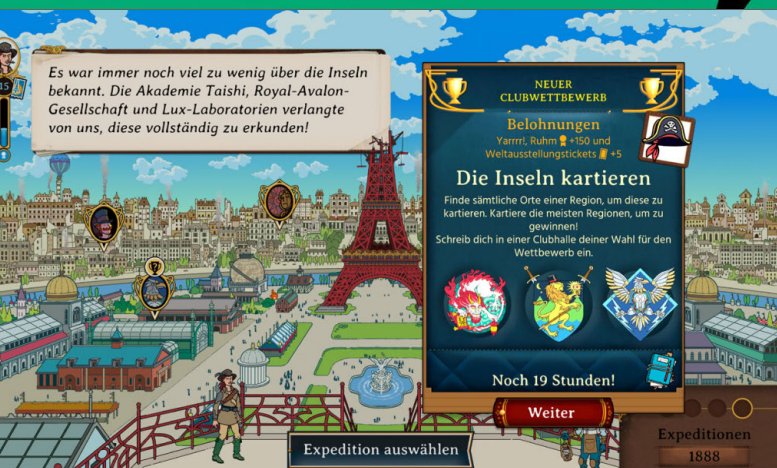 15
Es war immer noch viel zu wenig über die Inseln
bekannt. Die Akademie Taishi, Royal-Avalon-
Gesellschaft und Lux-Laboratorien verlangte
von uns, diese vollständig zu erkunden!
NEUER
CLUBWETTBEWERB
Belohnungen
Yarrrr!, Ruhm +150 und
Weltausstellungstickets +5
Die Inseln kartieren
Finde sämtliche Orte einer Region, um diese zu
kartieren. Kartiere die meisten Regionen, um zu
gewinnen!
Schreib dich in einer Clubhalle deiner Wahl für den
Wettbewerb ein.
Noch 19 Stunden!
Weiter
Expedition auswählen
Expeditionen
1888